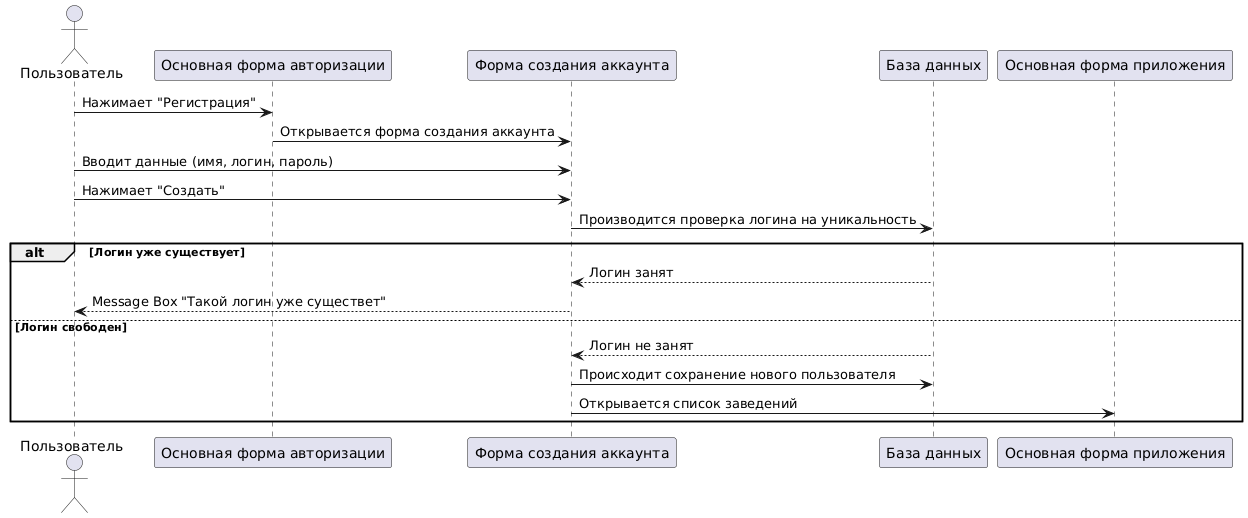 Пользователь
Основная форма авторизации
Форма создания аккаунта
База данных
Основная форма приложения
Нажимает "Регистрация"
Открывается форма создания аккаунта
Вводит данные (имя, логин, пароль)
Нажимает "Создать"
Производится проверка логина на уникальность
alt [Логин уже существует]
Логин занят
Message Box "Такой логин уже существет"
[Логин свободен]
Логин не занят
Происходит сохранение нового пользователя
Открывается список заведений
Пользователь
Основная форма авторизации
Форма создания аккаунта
База данных
Основная форма приложения